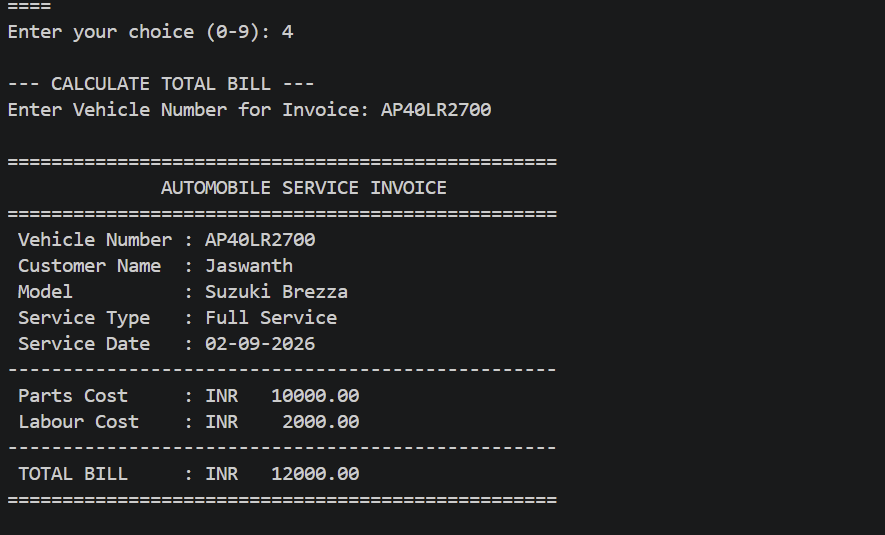 ====
Enter your choice (0-9): 4
--- CALCULATE TOTAL BILL ---
Enter Vehicle Number for Invoice: AP40LR2700
==================================================
AUTOMOBILE SERVICE INVOICE
==================================================
Vehicle Number : AP40LR2700
Customer Name  : Jaswanth
Model          : Suzuki Brezza
Service Type   : Full Service
Service Date   : 02-09-2026
--------------------------------------------------
Parts Cost     : INR   10000.00
Labour Cost    : INR    2000.00
--------------------------------------------------
TOTAL BILL     : INR   12000.00
==================================================